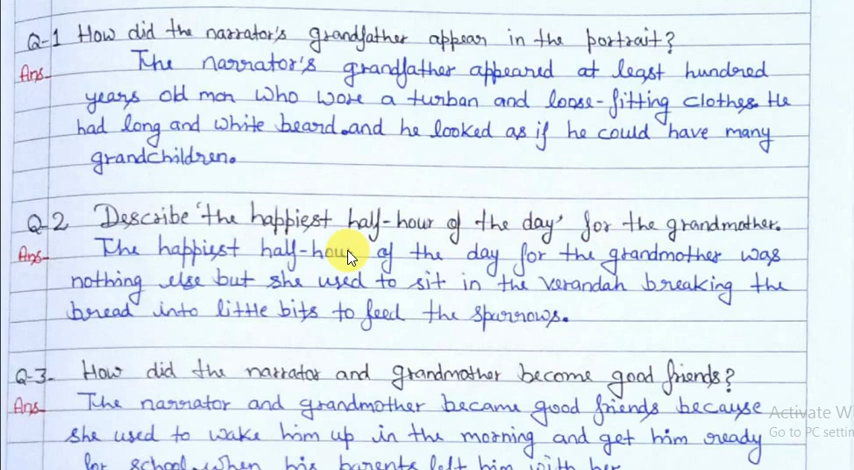 Q-1 How did the narrator's grandfather appear in the portrait?
Ans- The narrator's grandfather appeared at least hundred
years old man who wore a turban and loose-fitting clothes. He
had long and white beard.and he looked as if he could have many
grandchildren.
Q-2 Describe 'the happiest half-hour of the day' for the grandmother.
Ans- The happiest half-hour of the day for the grandmother was
nothing else but she used to sit in the verandah breaking the
bread into little bits to feed the sparrows.
Q-3- How did the narrator and grandmother become good friends?
Ans- The narrator and grandmother became good friends because
Activate W
she used to wake him up in the morning and get him ready
Go to PC settin
for school.when his parents left him with her